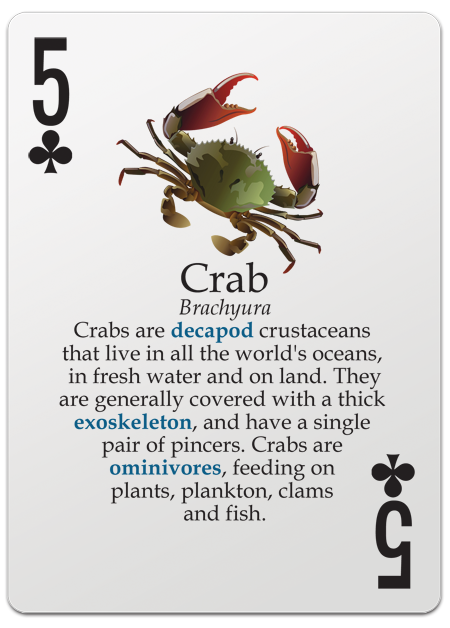 5
Crab
Brachyura
Crabs are decapod crustaceans
that live in all the world's oceans,
in fresh water and on land. They
are generally covered with a thick
exoskeleton, and have a single
pair of pincers. Crabs are
ominivores, feeding on
plants, plankton, clams
and fish.
5